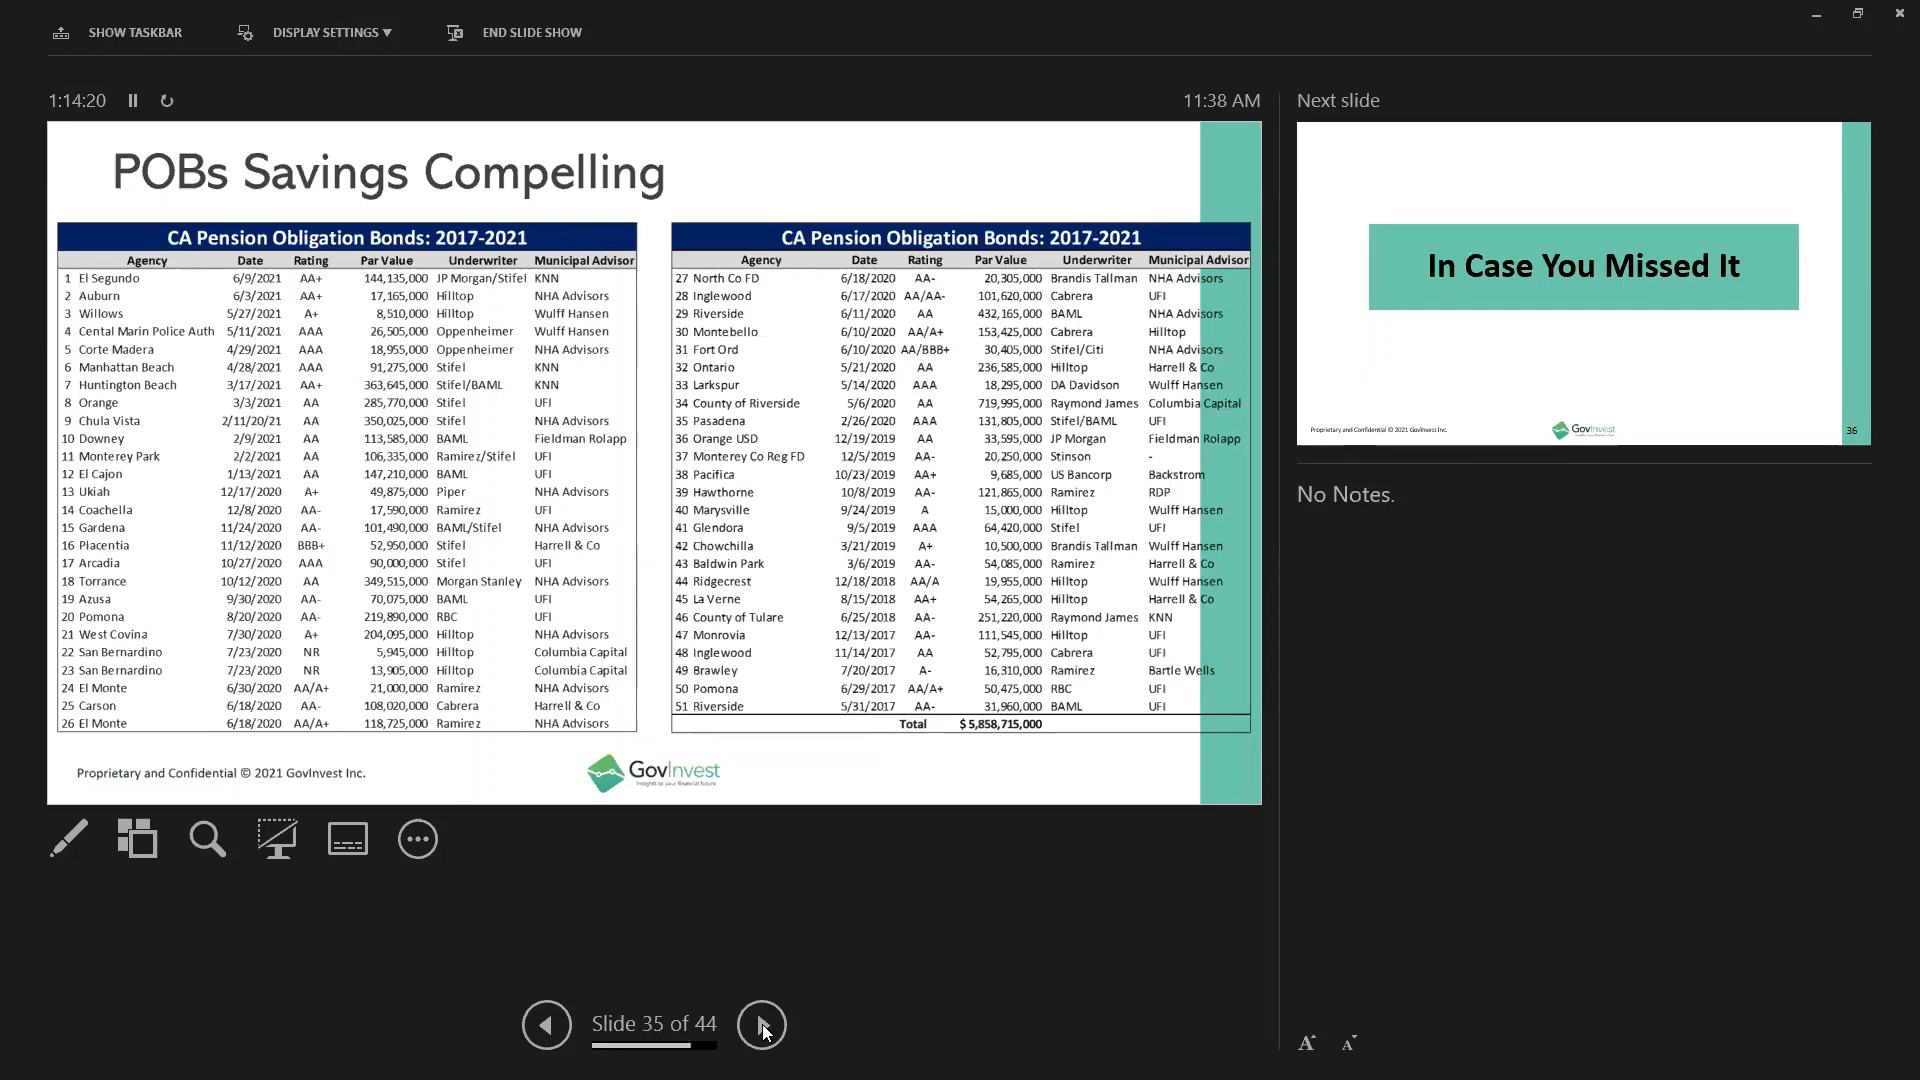 SHOW TASKBAR DISPLAY SETTINGS ▼ END SLIDE SHOW
1:14:20 11:38 AM
POBs Savings Compelling
CA Pension Obligation Bonds: 2017-2021
Agency Date Rating Par Value Underwriter Municipal Advisor
1 El Segundo 6/9/2021 AA+ 144,135,000 JP Morgan/Stifel KNN
2 Auburn 6/3/2021 AA+ 17,165,000 Hilltop NHA Advisors
3 Willows 5/27/2021 A+ 8,510,000 Hilltop Wulff Hansen
4 Cental Marin Police Auth 5/11/2021 AAA 26,505,000 Oppenheimer Wulff Hansen
5 Corte Madera 4/29/2021 AAA 18,955,000 Oppenheimer NHA Advisors
6 Manhattan Beach 4/28/2021 AAA 91,275,000 Stifel KNN
7 Huntington Beach 3/17/2021 AA+ 363,645,000 Stifel/BAML KNN
8 Orange 3/3/2021 AA 285,770,000 Stifel UFI
9 Chula Vista 2/11/20/21 AA 350,025,000 Stifel NHA Advisors
10 Downey 2/9/2021 AA 113,585,000 BAML Fieldman Rolapp
11 Monterey Park 2/2/2021 AA 106,335,000 Ramirez/Stifel UFI
12 El Cajon 1/13/2021 AA 147,210,000 BAML UFI
13 Ukiah 12/17/2020 A+ 49,875,000 Piper NHA Advisors
14 Coachella 12/8/2020 AA- 17,590,000 Ramirez UFI
15 Gardena 11/24/2020 AA- 101,490,000 BAML/Stifel NHA Advisors
16 Placentia 11/12/2020 BBB+ 52,950,000 Stifel Harrell & Co
17 Arcadia 10/27/2020 AAA 90,000,000 Stifel UFI
18 Torrance 10/12/2020 AA 349,515,000 Morgan Stanley NHA Advisors
19 Azusa 9/30/2020 AA- 70,075,000 BAML UFI
20 Pomona 8/20/2020 AA- 219,890,000 RBC UFI
21 West Covina 7/30/2020 A+ 204,095,000 Hilltop NHA Advisors
22 San Bernardino 7/23/2020 NR 5,945,000 Hilltop Columbia Capital
23 San Bernardino 7/23/2020 NR 13,905,000 Hilltop Columbia Capital
24 El Monte 6/30/2020 AA/A+ 21,000,000 Ramirez NHA Advisors
25 Carson 6/18/2020 AA- 108,020,000 Cabrera Harrell & Co
26 El Monte 6/18/2020 AA/A+ 118,725,000 Ramirez NHA Advisors
CA Pension Obligation Bonds: 2017-2021
Agency Date Rating Par Value Underwriter Municipal Advisor
27 North Co FD 6/18/2020 AA- 20,305,000 Brandis Tallman NHA Advisors
28 Inglewood 6/17/2020 AA/AA- 101,620,000 Cabrera UFI
29 Riverside 6/11/2020 AA 432,165,000 BAML NHA Advisors
30 Montebello 6/10/2020 AA/A+ 153,425,000 Cabrera Hilltop
31 Fort Ord 6/10/2020 AA/BBB+ 30,405,000 Stifel/Citi NHA Advisors
32 Ontario 5/21/2020 AA 236,585,000 Hilltop Harrell & Co
33 Larkspur 5/14/2020 AAA 18,295,000 DA Davidson Wulff Hansen
34 County of Riverside 5/6/2020 AA 719,995,000 Raymond James Columbia Capital
35 Pasadena 2/26/2020 AAA 131,805,000 Stifel/BAML UFI
36 Orange USD 12/19/2019 AA 33,595,000 JP Morgan Fieldman Rolapp
37 Monterey Co Reg FD 12/5/2019 AA- 20,250,000 Stinson -
38 Pacifica 10/23/2019 AA+ 9,685,000 US Bancorp Backstrom
39 Hawthorne 10/8/2019 AA- 121,865,000 Ramirez RDP
40 Marysville 9/24/2019 A 15,000,000 Hilltop Wulff Hansen
41 Glendora 9/5/2019 AAA 64,420,000 Stifel UFI
42 Chowchilla 3/21/2019 A+ 10,500,000 Brandis Tallman Wulff Hansen
43 Baldwin Park 3/6/2019 AA- 54,085,000 Ramirez Harrell & Co
44 Ridgecrest 12/18/2018 AA/A 19,955,000 Hilltop Wulff Hansen
45 La Verne 8/15/2018 AA+ 54,265,000 Hilltop Harrell & Co
46 County of Tulare 6/25/2018 AA- 251,220,000 Raymond James KNN
47 Monrovia 12/13/2017 AA- 111,545,000 Hilltop UFI
48 Inglewood 11/14/2017 AA 52,795,000 Cabrera UFI
49 Brawley 7/20/2017 A- 16,310,000 Ramirez Bartle Wells
50 Pomona 6/29/2017 AA/A+ 50,475,000 RBC UFI
51 Riverside 5/31/2017 AA- 31,960,000 BAML UFI
Total $ 5,858,715,000
Proprietary and Confidential © 2021 GovInvest Inc.
GovInvest
Insights to your financial future
Slide 35 of 44
Next slide
In Case You Missed It
Proprietary and Confidential © 2021 GovInvest Inc. GovInvest 36
No Notes.
A A